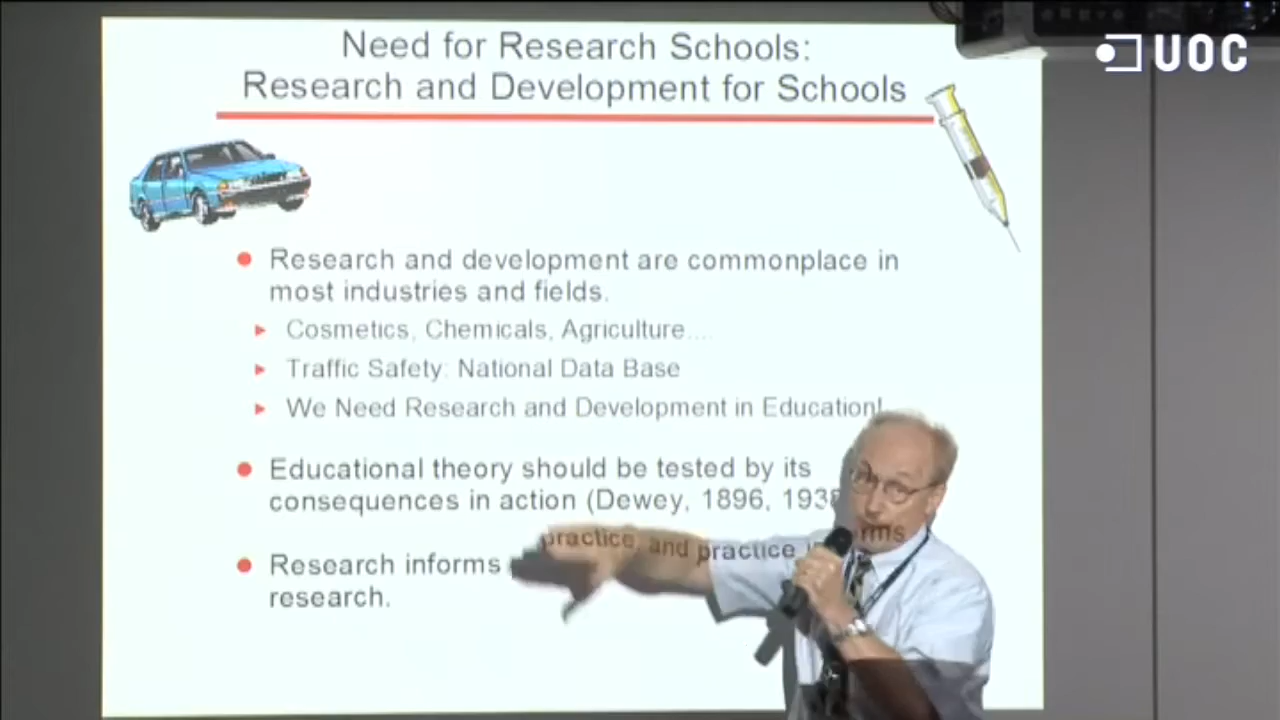 UOC
Need for Research Schools:
Research and Development for Schools
Research and development are commonplace in
most industries and fields.
Cosmetics, Chemicals, Agriculture....
Traffic Safety: National Data Base
We Need Research and Development in Education!
Educational theory should be tested by its
consequences in action (Dewey, 1896,
Research informs practice, and practice
research.